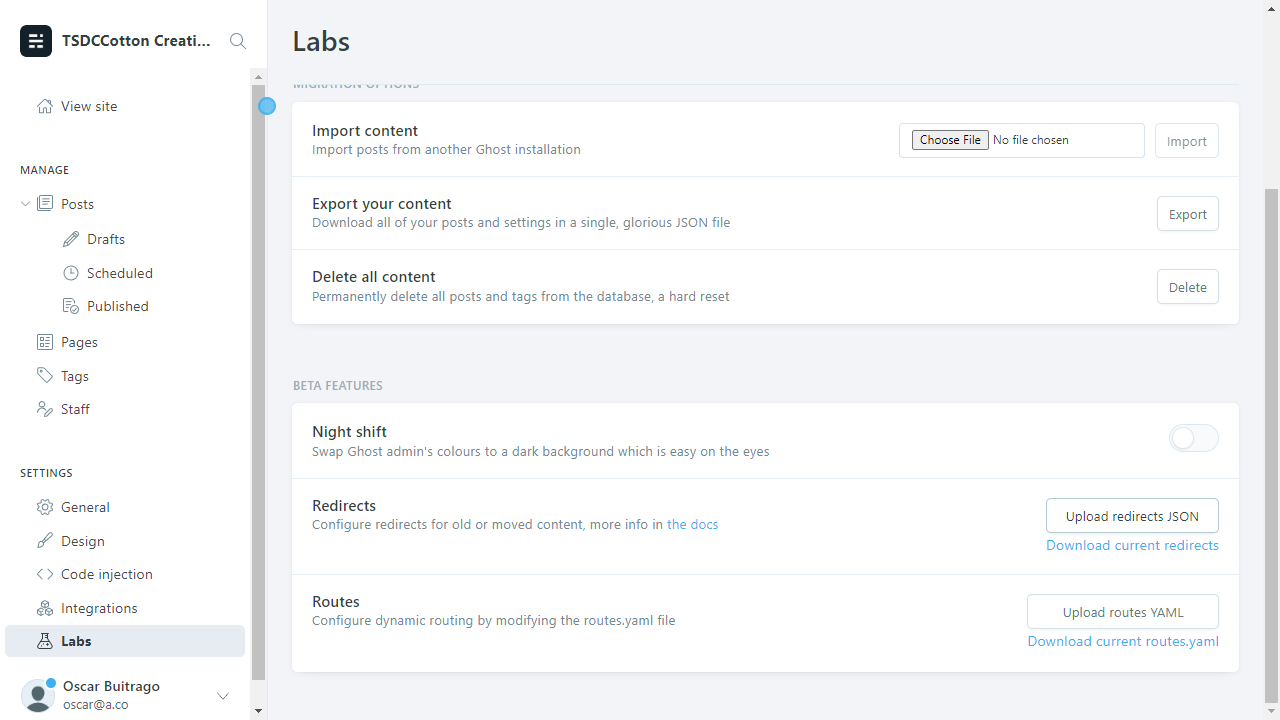 TSDCCotton Creati...
View site
MANAGE
Posts
Drafts
Scheduled
Published
Pages
Tags
Staff
SETTINGS
General
Design
Code injection
Integrations
Labs
Oscar Buitrago
oscar@a.co
Labs
MIGRATION OPTIONS
Import content
Import posts from another Ghost installation
Choose File No file chosen
Import
Export your content
Download all of your posts and settings in a single, glorious JSON file
Export
Delete all content
Permanently delete all posts and tags from the database, a hard reset
Delete
BETA FEATURES
Night shift
Swap Ghost admin's colours to a dark background which is easy on the eyes
Redirects
Configure redirects for old or moved content, more info in the docs
Upload redirects JSON
Download current redirects
Routes
Configure dynamic routing by modifying the routes.yaml file
Upload routes YAML
Download current routes.yaml